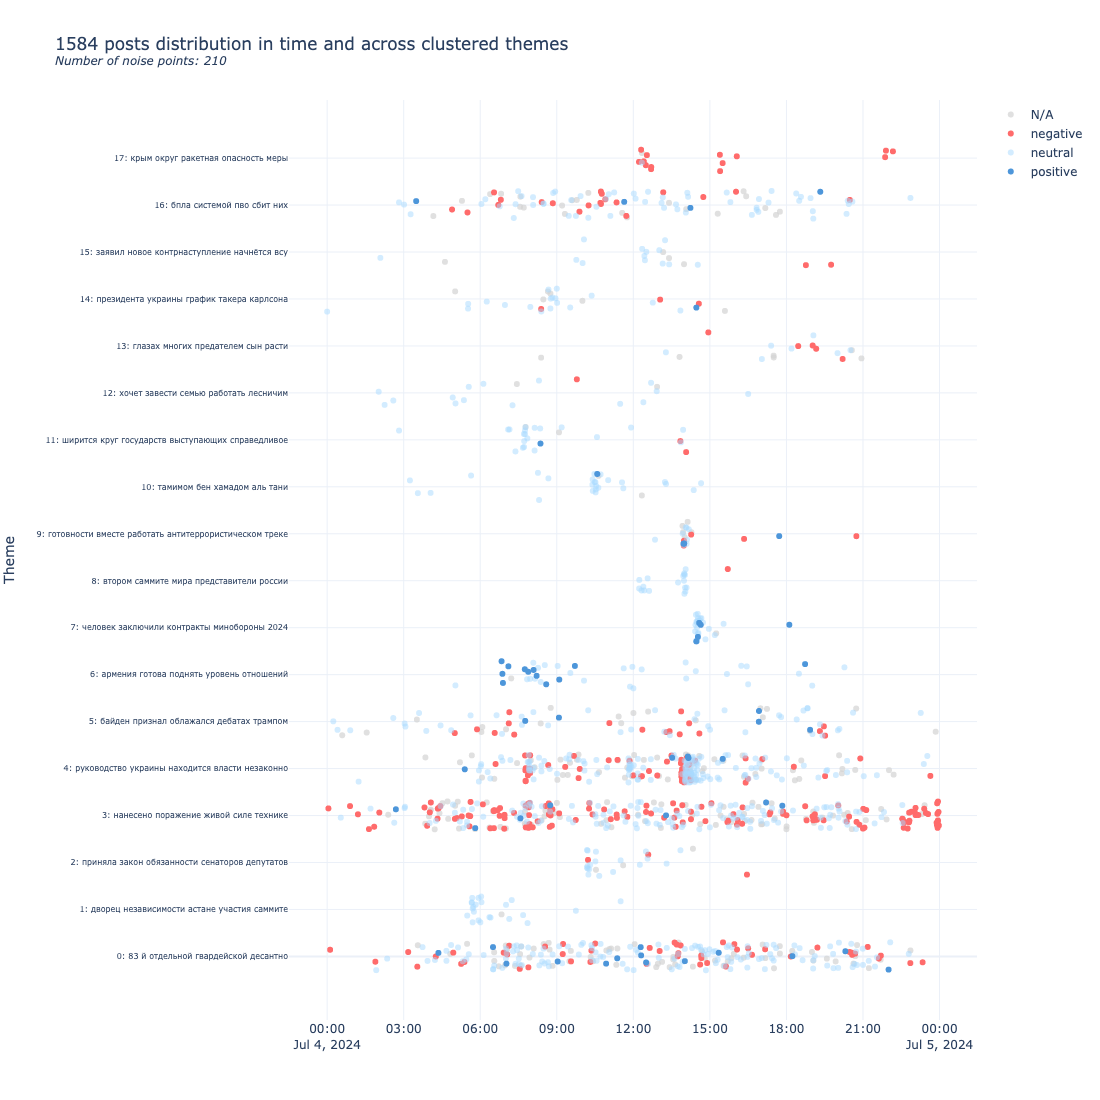 1584 posts distribution in time and across clustered themes
Number of noise points: 210
N/A
negative
neutral
positive
Theme
17: крым округ ракетная опасность меры
16: бпла системой пво сбит них
15: заявил новое контрнаступление начнётся всу
14: президента украины график такера карлсона
13: глазах многих предателем сын расти
12: хочет завести семью работать лесничим
11: ширится круг государств выступающих справедливое
10: тамимом бен хамадом аль тани
9: готовности вместе работать антитеррористическом треке
8: втором саммите мира представители россии
7: человек заключили контракты минобороны 2024
6: армения готова поднять уровень отношений
5: байден признал облажался дебатах трампом
4: руководство украины находится власти незаконно
3: нанесено поражение живой силе технике
2: приняла закон обязанности сенаторов депутатов
1: дворец независимости астане участия саммите
0: 83 й отдельной гвардейской десантно
00:00 03:00 06:00 09:00 12:00 15:00 18:00 21:00 00:00
Jul 4, 2024 Jul 5, 2024